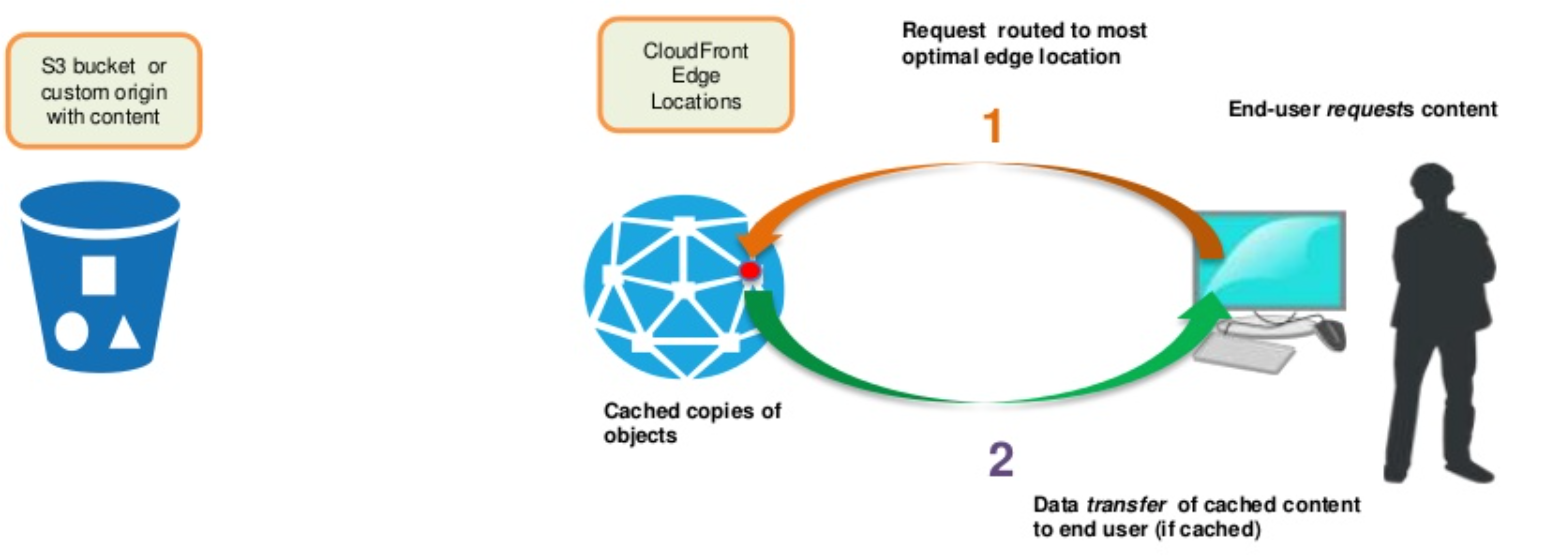 S3 bucket or
custom origin
with content
CloudFront
Edge
Locations
Request routed to most
optimal edge location
1
End-user requests content
Cached copies of
objects
2
Data transfer of cached content
to end user (if cached)